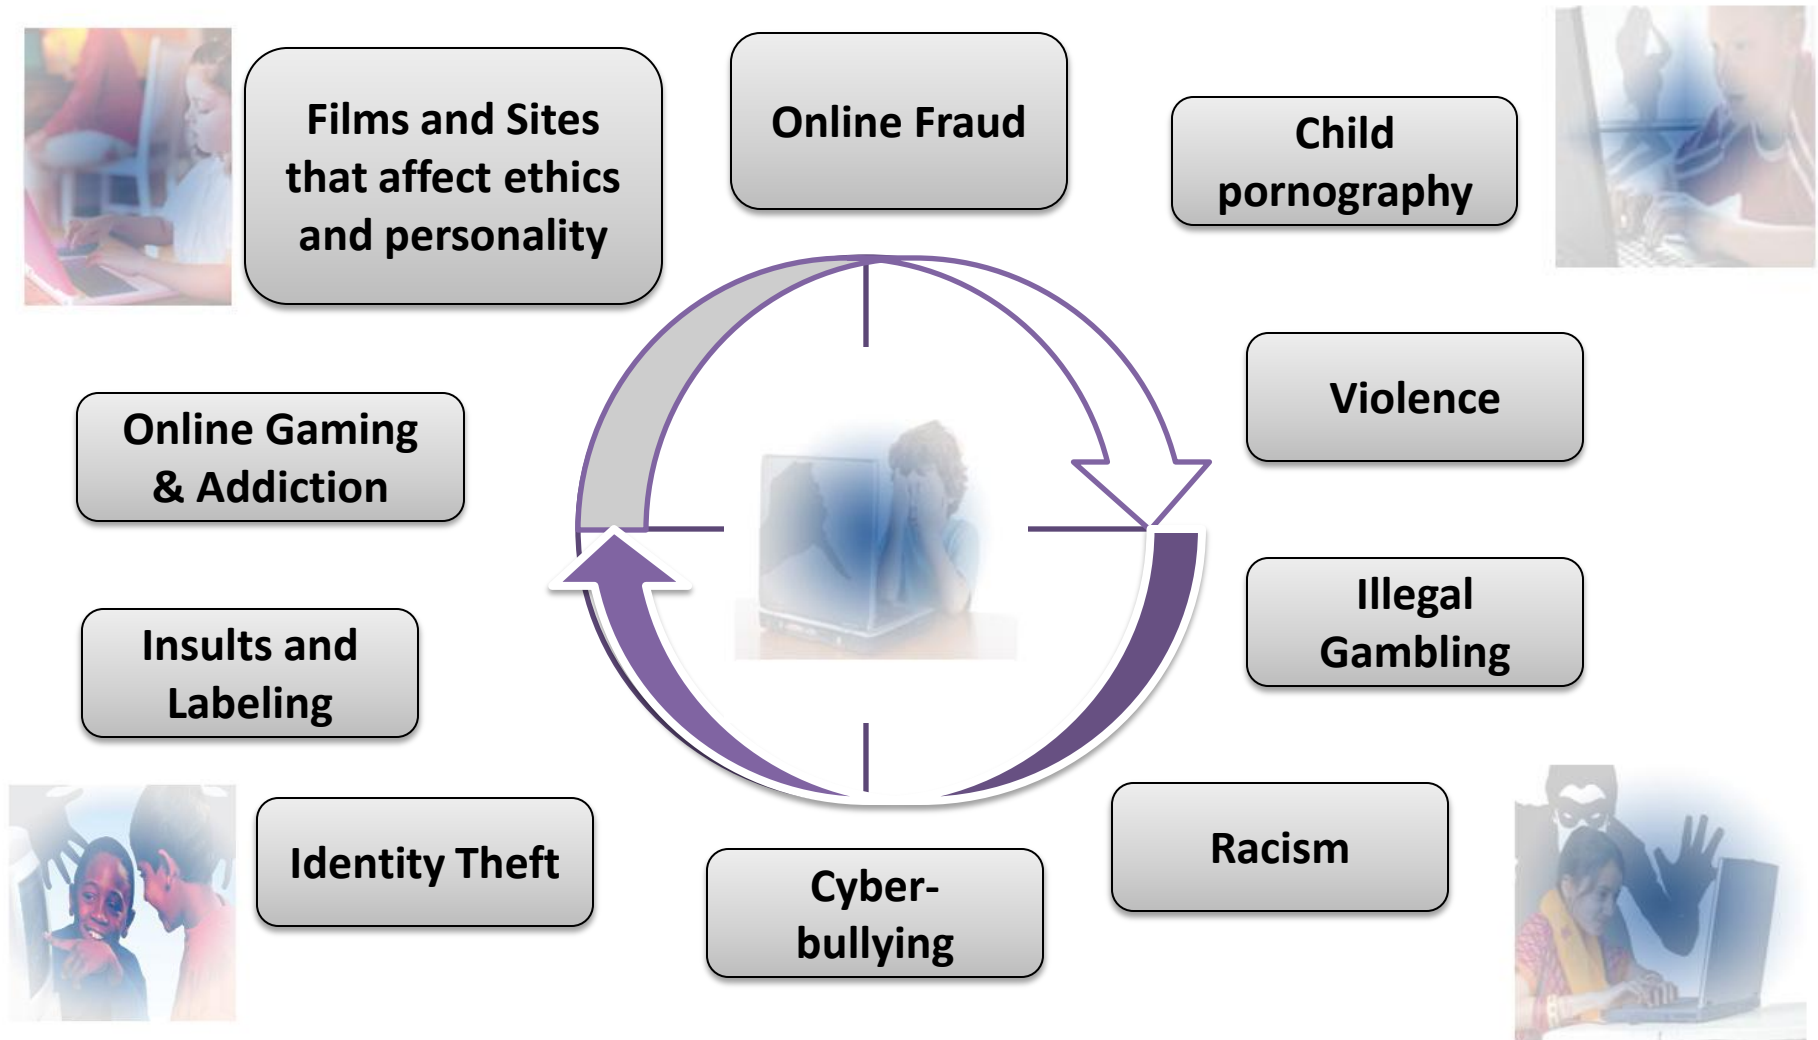 Films and Sites
that affect ethics
and personality
Online Fraud
Child
pornography
Violence
Online Gaming
& Addiction
Illegal
Gambling
Insults and
Labeling
Racism
Identity Theft
Cyber-
bullying